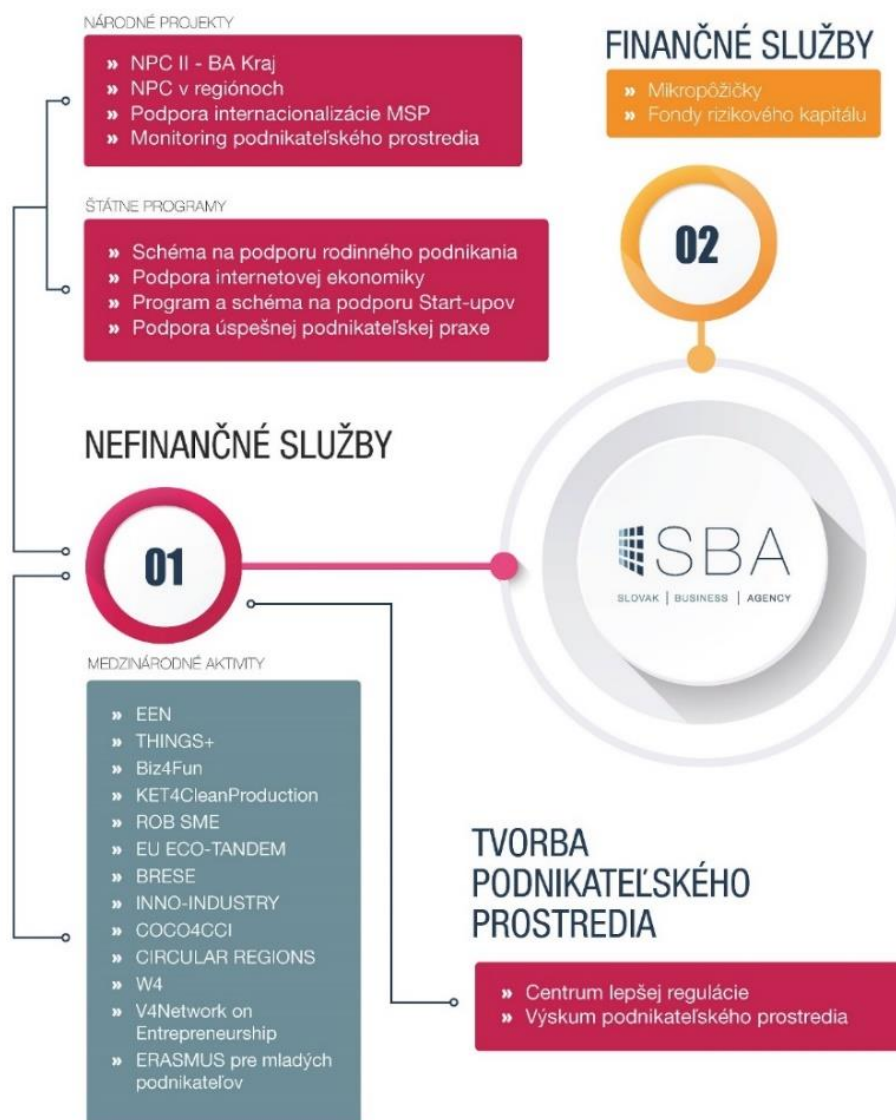 NÁRODNÉ PROJEKTY
» NPC II - BA Kraj
» NPC v regiónoch
» Podpora internacionalizácie MSP
» Monitoring podnikateľského prostredia
FINANČNÉ SLUŽBY
» Mikropôžičky
» Fondy rizikového kapitálu
02
ŠTÁTNE PROGRAMY
» Schéma na podporu rodinného podnikania
» Podpora internetovej ekonomiky
» Program a schéma na podporu Start-upov
» Podpora úspešnej podnikateľskej praxe
NEFINANČNÉ SLUŽBY
01
SBA
SLOVAK | BUSINESS | AGENCY
MEDZINÁRODNÉ AKTIVITY
» EEN
» THINGS+
» Biz4Fun
» KET4CleanProduction
» ROB SME
» EU ECO-TANDEM
» BRESE
» INNO-INDUSTRY
» COCO4CCI
» CIRCULAR REGIONS
» W4
» V4Network on
Entrepreneurship
» ERASMUS pre mladých
podnikateľov
TVORBA
PODNIKATEĽSKÉHO
PROSTREDIA
» Centrum lepšej regulácie
» Výskum podnikateľského prostredia